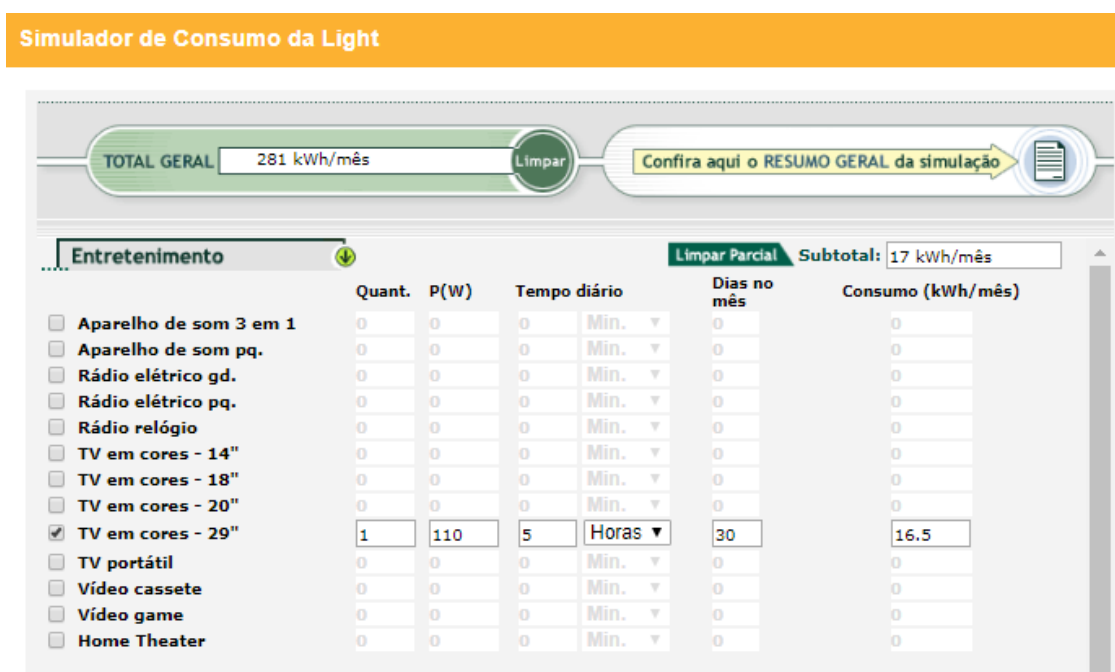 Simulador de Consumo da Light
TOTAL GERAL 281 kWh/mês Limpar Confira aqui o RESUMO GERAL da simulação
Entretenimento Limpar Parcial Subtotal: 17 kWh/mês
Quant. P(W) Tempo diário Dias no mês Consumo (kWh/mês)
Aparelho de som 3 em 1 0 0 0 Min. 0 0
Aparelho de som pq. 0 0 0 Min. 0 0
Rádio elétrico gd. 0 0 0 Min. 0 0
Rádio elétrico pq. 0 0 0 Min. 0 0
Rádio relógio 0 0 0 Min. 0 0
TV em cores - 14" 0 0 0 Min. 0 0
TV em cores - 18" 0 0 0 Min. 0 0
TV em cores - 20" 0 0 0 Min. 0 0
TV em cores - 29" 1 110 5 Horas 30 16.5
TV portátil 0 0 0 Min. 0 0
Vídeo cassete 0 0 0 Min. 0 0
Vídeo game 0 0 0 Min. 0 0
Home Theater 0 0 0 Min. 0 0